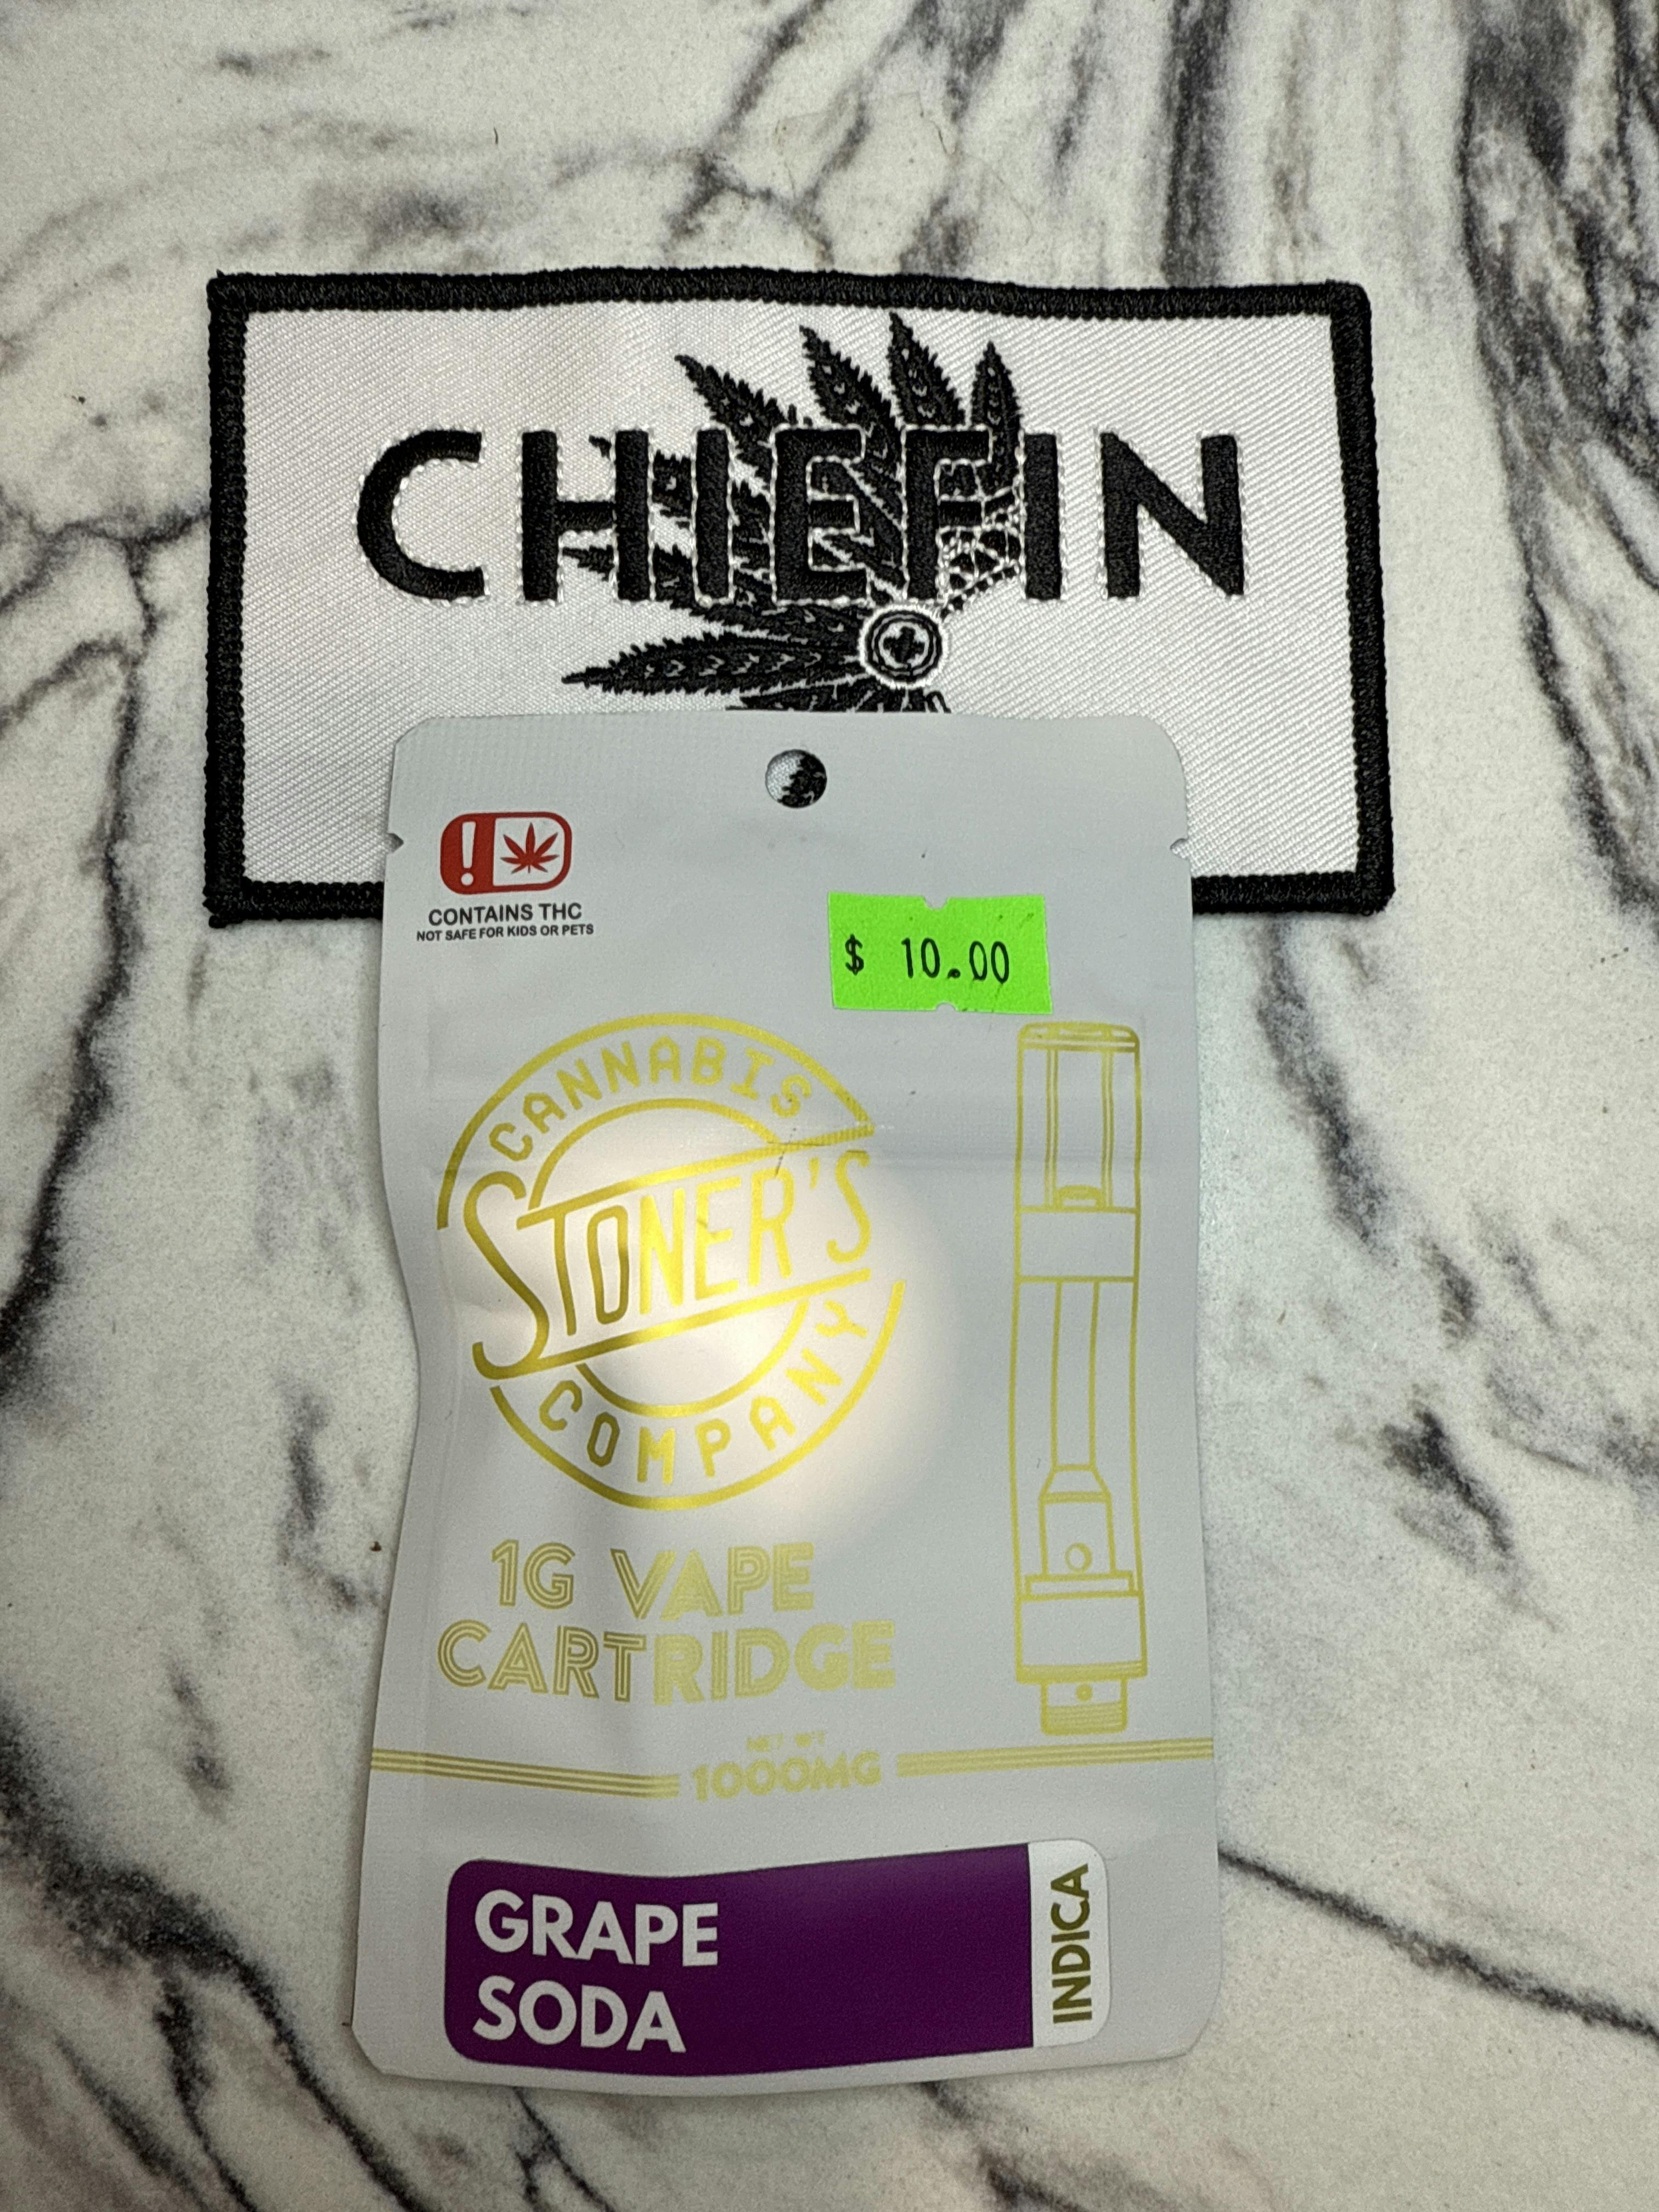 CHIEFIN
!
CONTAINS THC
NOT SAFE FOR KIDS OR PETS
$ 10.00
CANNABIS
STONER'S
COMPANY
1G VAPE
CARTRIDGE
NET WT
1000MG
GRAPE
SODA
INDICA